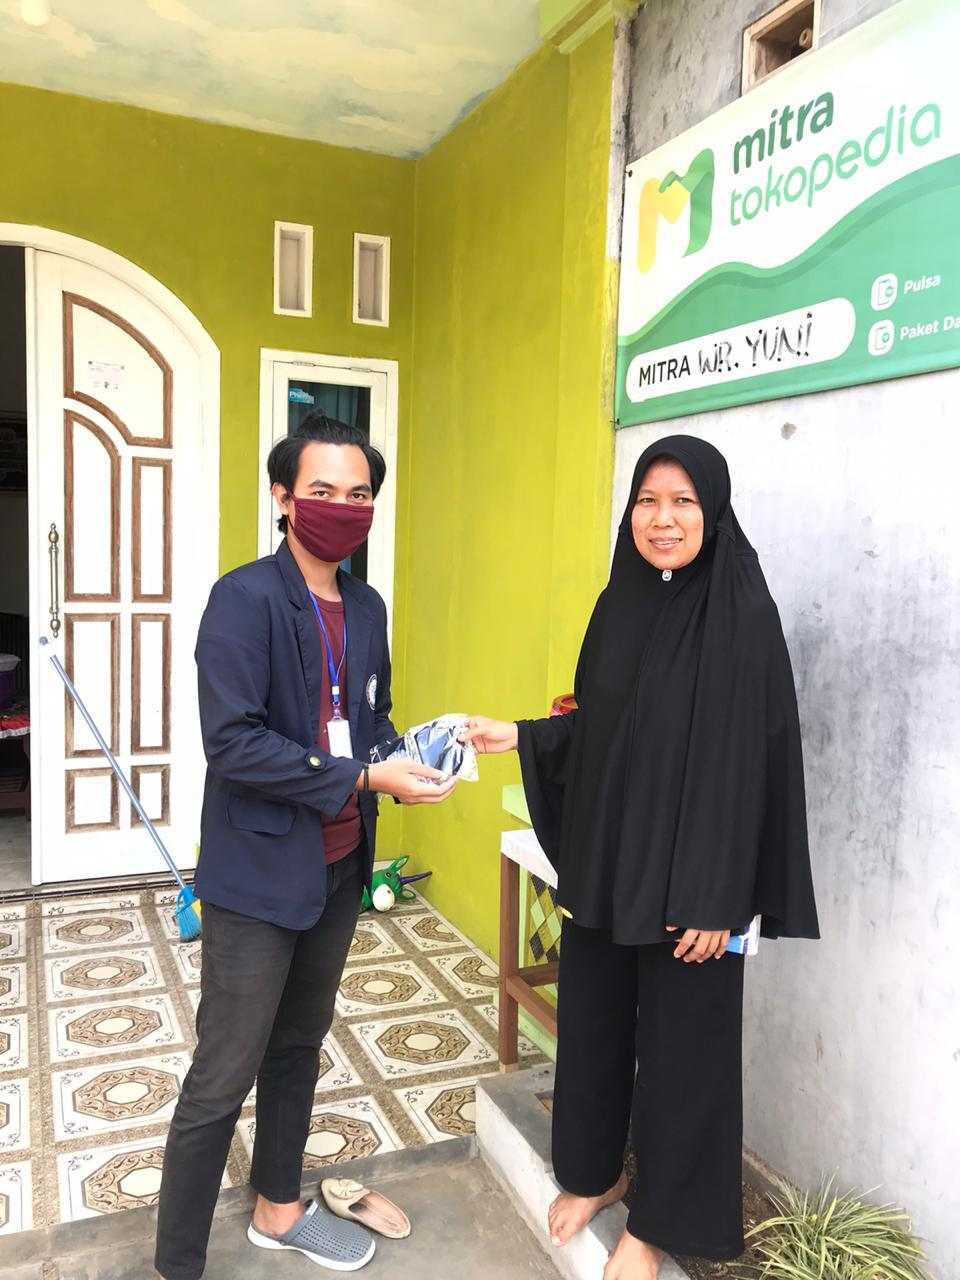 mitra
tokopedia
Pulsa
Paket Da
MITRA WR. YUNI